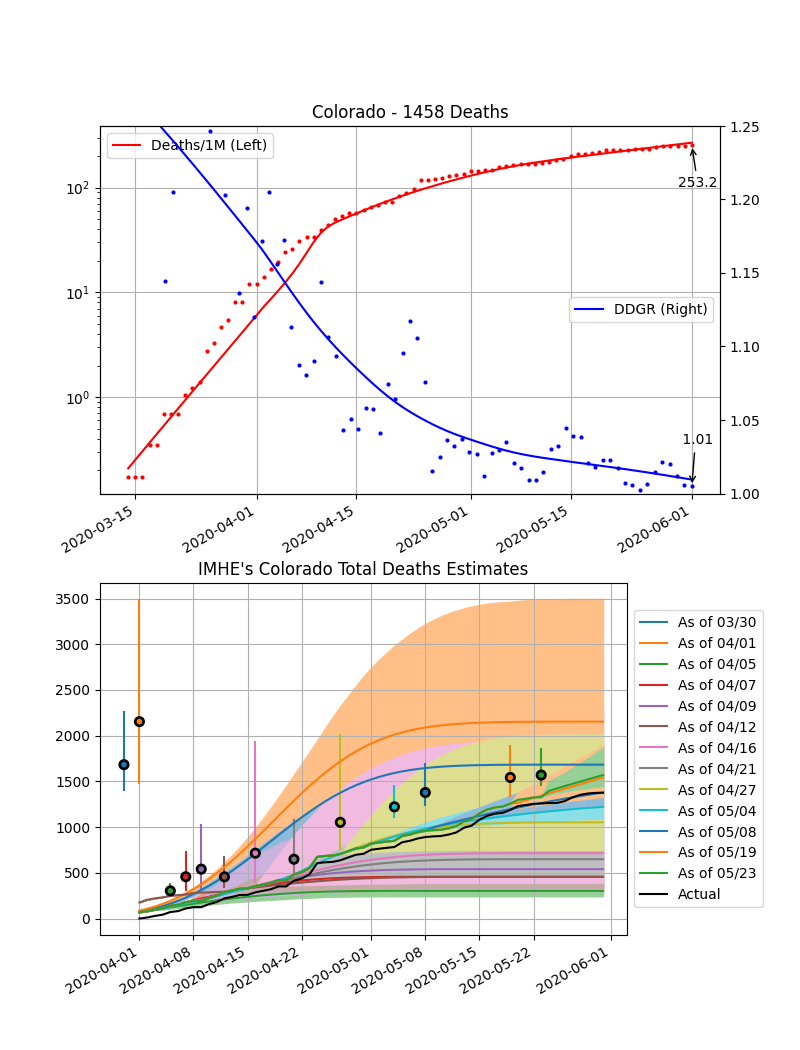 Colorado - 1458 Deaths
Deaths/1M (Left)
DDGR (Right)
253.2
1.01
10²
10¹
10⁰
1.25
1.20
1.15
1.10
1.05
1.00
2020-03-15
2020-04-01
2020-04-15
2020-05-01
2020-05-15
2020-06-01
IMHE's Colorado Total Deaths Estimates
3500
3000
2500
2000
1500
1000
500
0
2020-04-01
2020-04-08
2020-04-15
2020-04-22
2020-05-01
2020-05-08
2020-05-15
2020-05-22
2020-06-01
As of 03/30
As of 04/01
As of 04/05
As of 04/07
As of 04/09
As of 04/12
As of 04/16
As of 04/21
As of 04/27
As of 05/04
As of 05/08
As of 05/19
As of 05/23
Actual